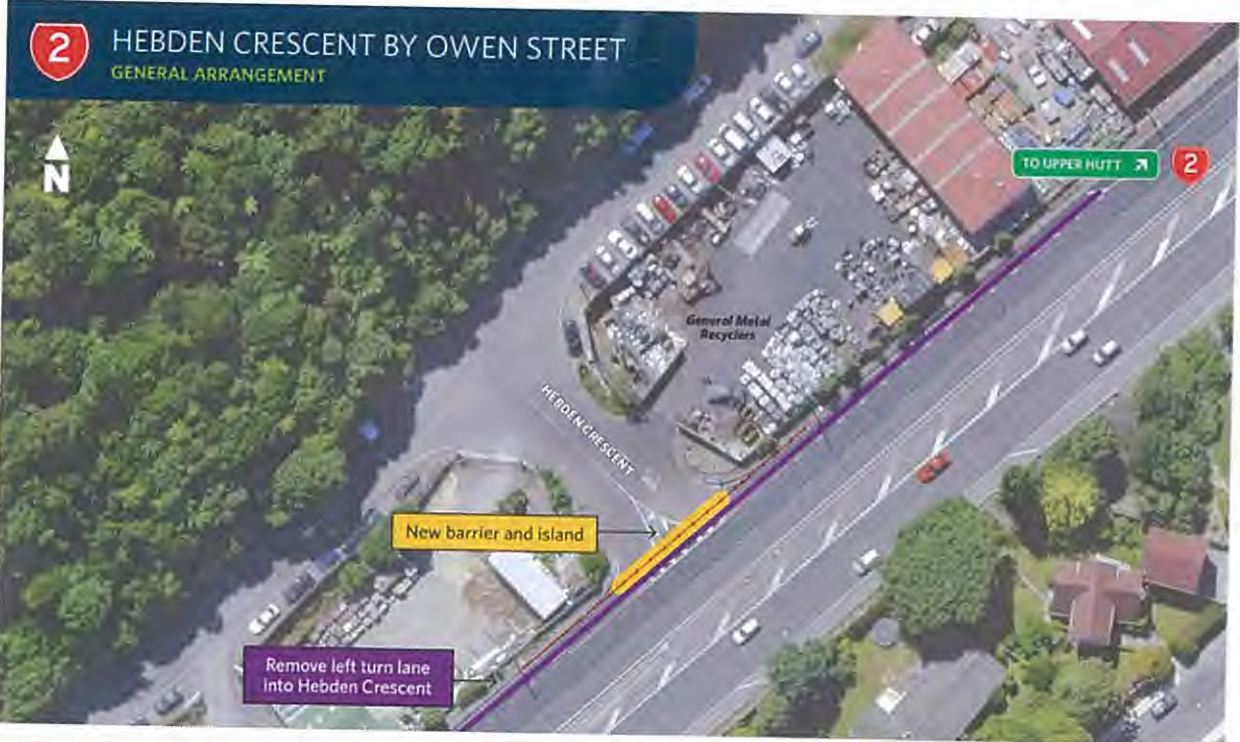 2
HEBDEN CRESCENT BY OWEN STREET
GENERAL ARRANGEMENT
N
TO UPPER HUTT
2
General Metal
Recyclers
HEBDEN CRESCENT
New barrier and island
Remove left turn lane
into Hebden Crescent